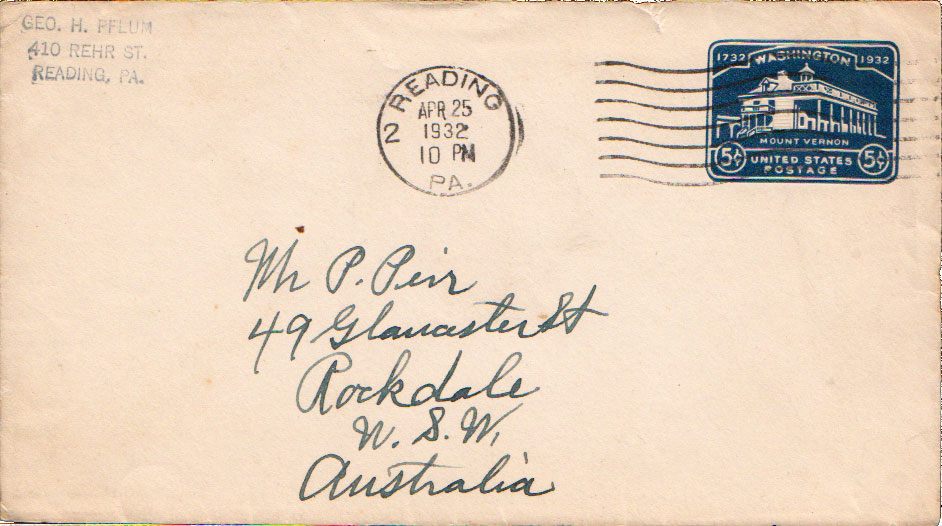 GEO. H. PFLUM
410 REHR ST.
READING, PA.
2 READING
APR 25
1932
10 PM
PA.
1732 WASHINGTON 1932
MOUNT VERNON
5¢ UNITED STATES 5¢
POSTAGE
Mr P. Peir
49 Gloucester St
Rockdale
N. S. W.
Australia